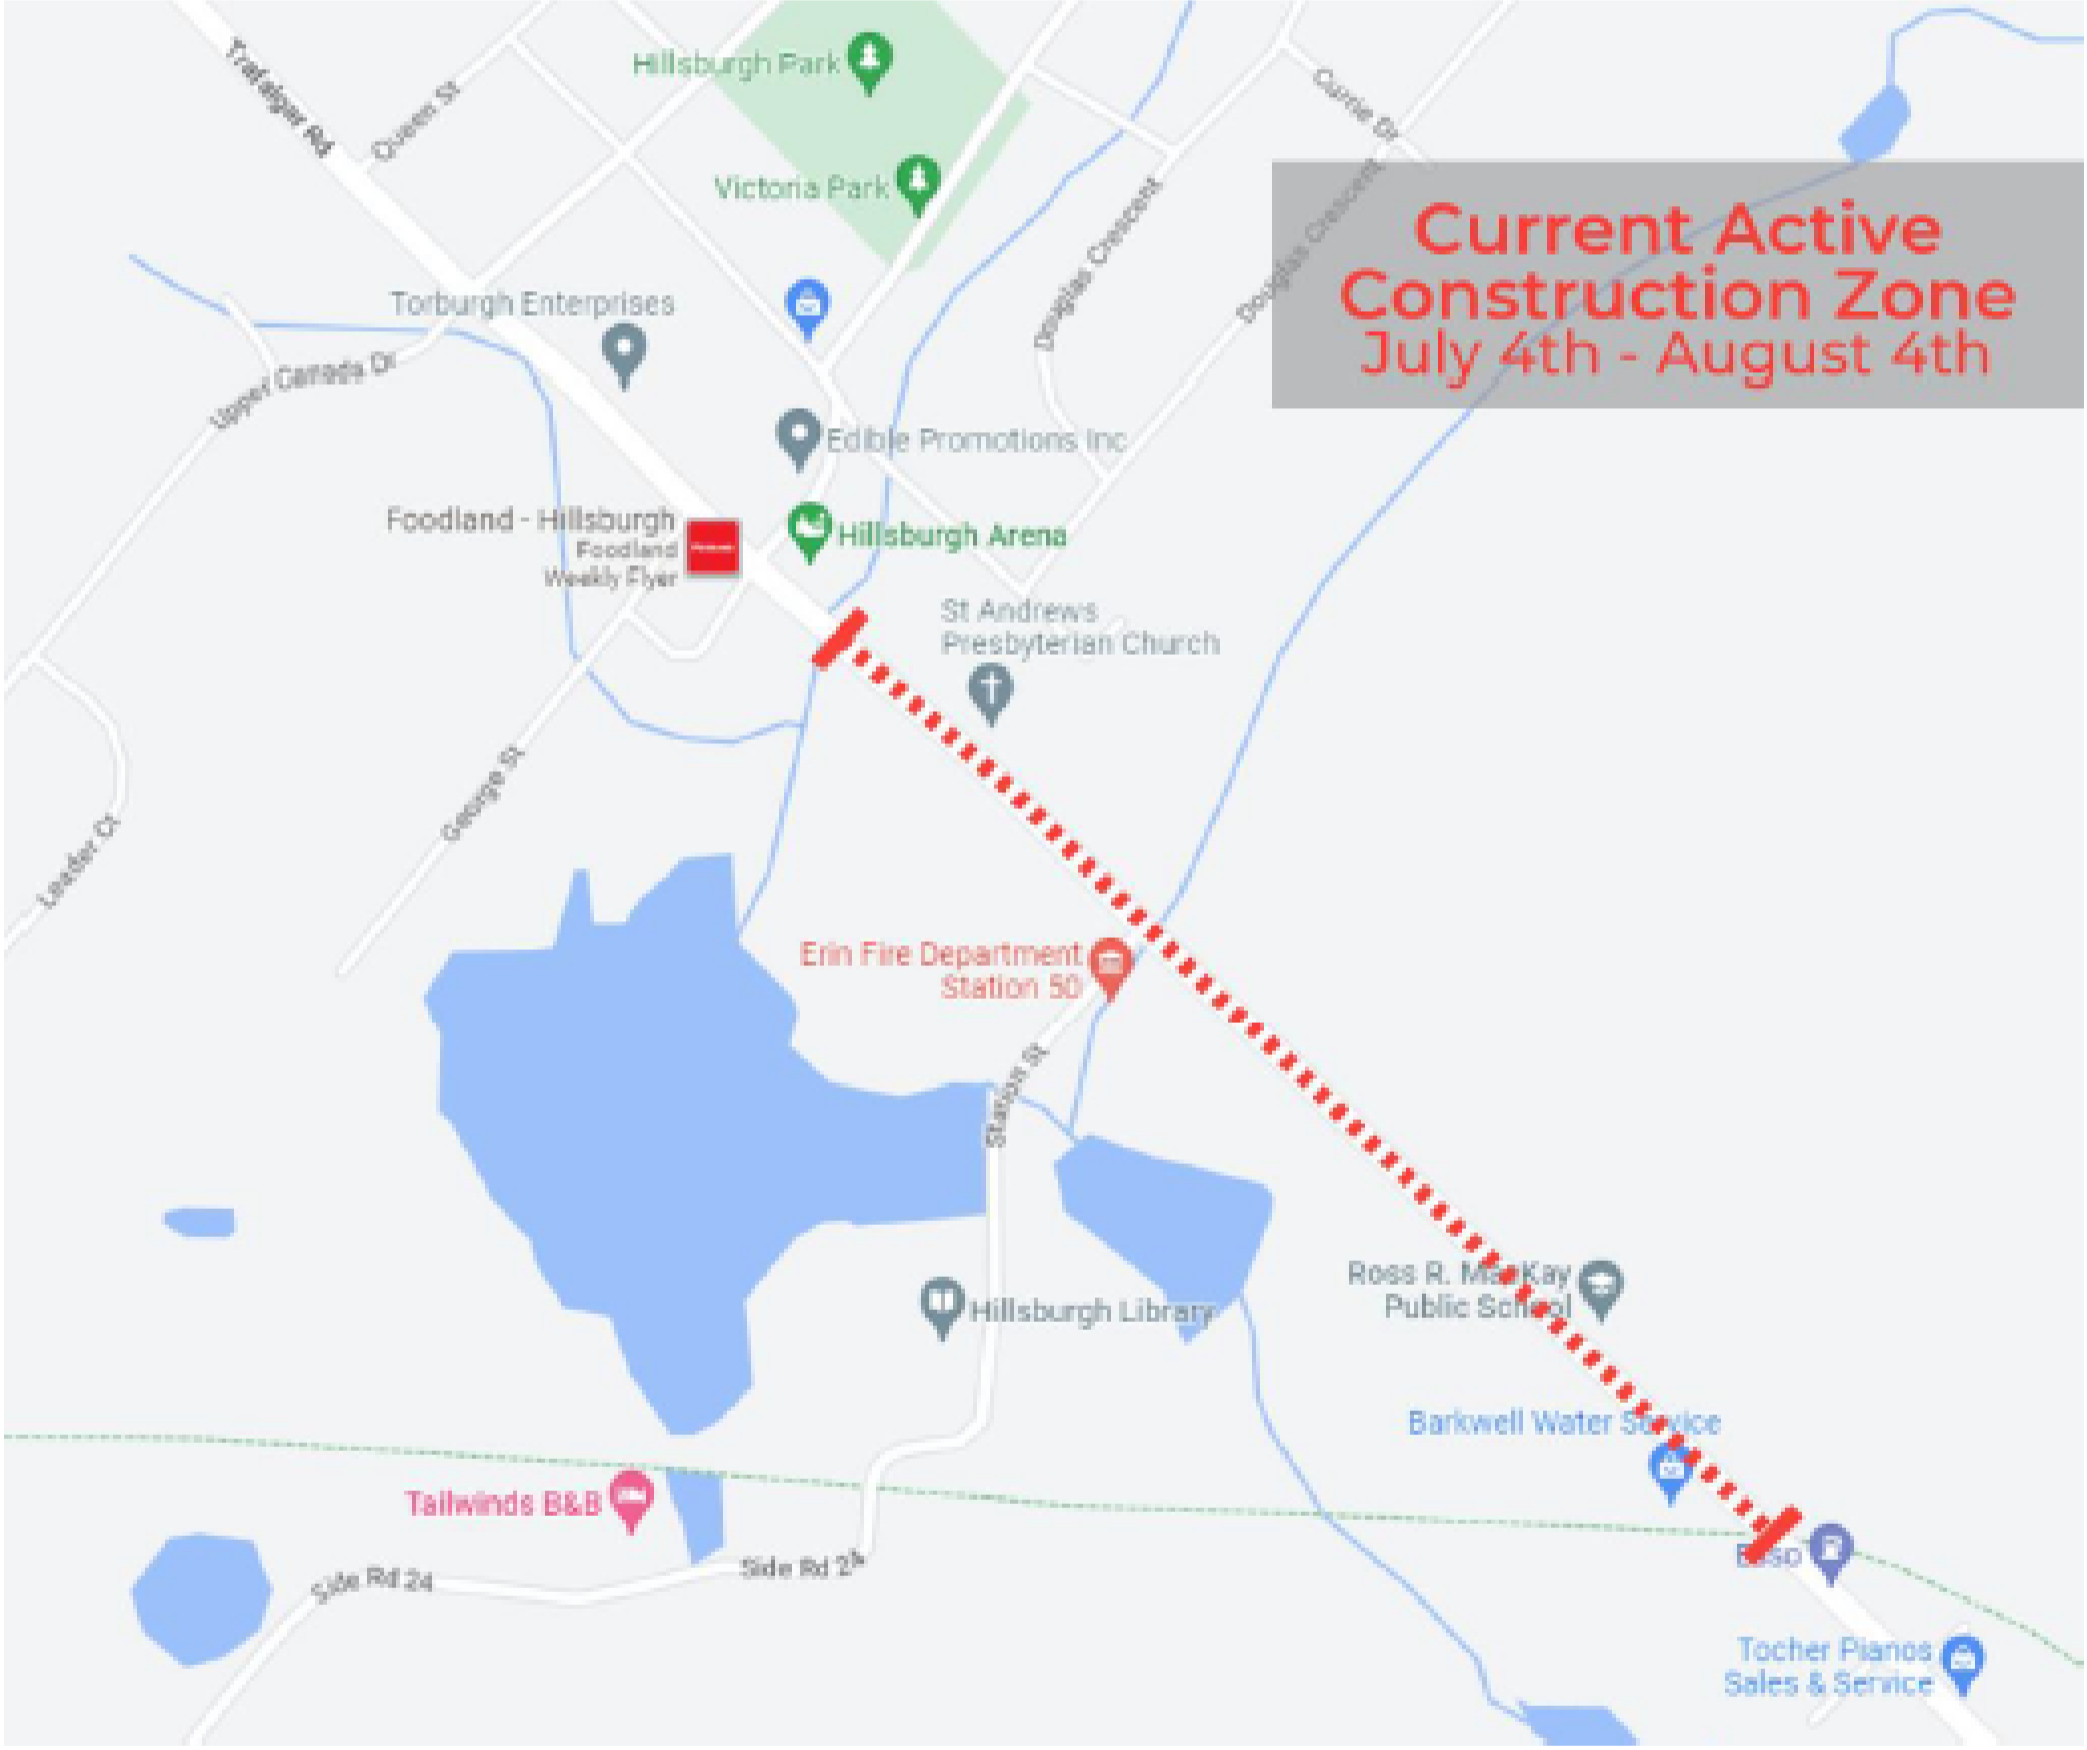 Trafalgar Rd
Queen St
Hillsburgh Park
Currie Dr
Victoria Park
Douglas Crescent
Douglas Crescent
Current Active
Construction Zone
July 4th - August 4th
Torburgh Enterprises
Upper Canada Dr
Edible Promotions Inc
Foodland - Hillsburgh
Foodland
Weekly Flyer
Hillsburgh Arena
St Andrews
Presbyterian Church
George St
Leader Ct
Erin Fire Department
Station 50
Station St
Ross R. MacKay
Public School
Hillsburgh Library
Barkwell Water Service
Tailwinds B&B
Esso
Side Rd 24
Side Rd 24
Tocher Pianos
Sales & Service